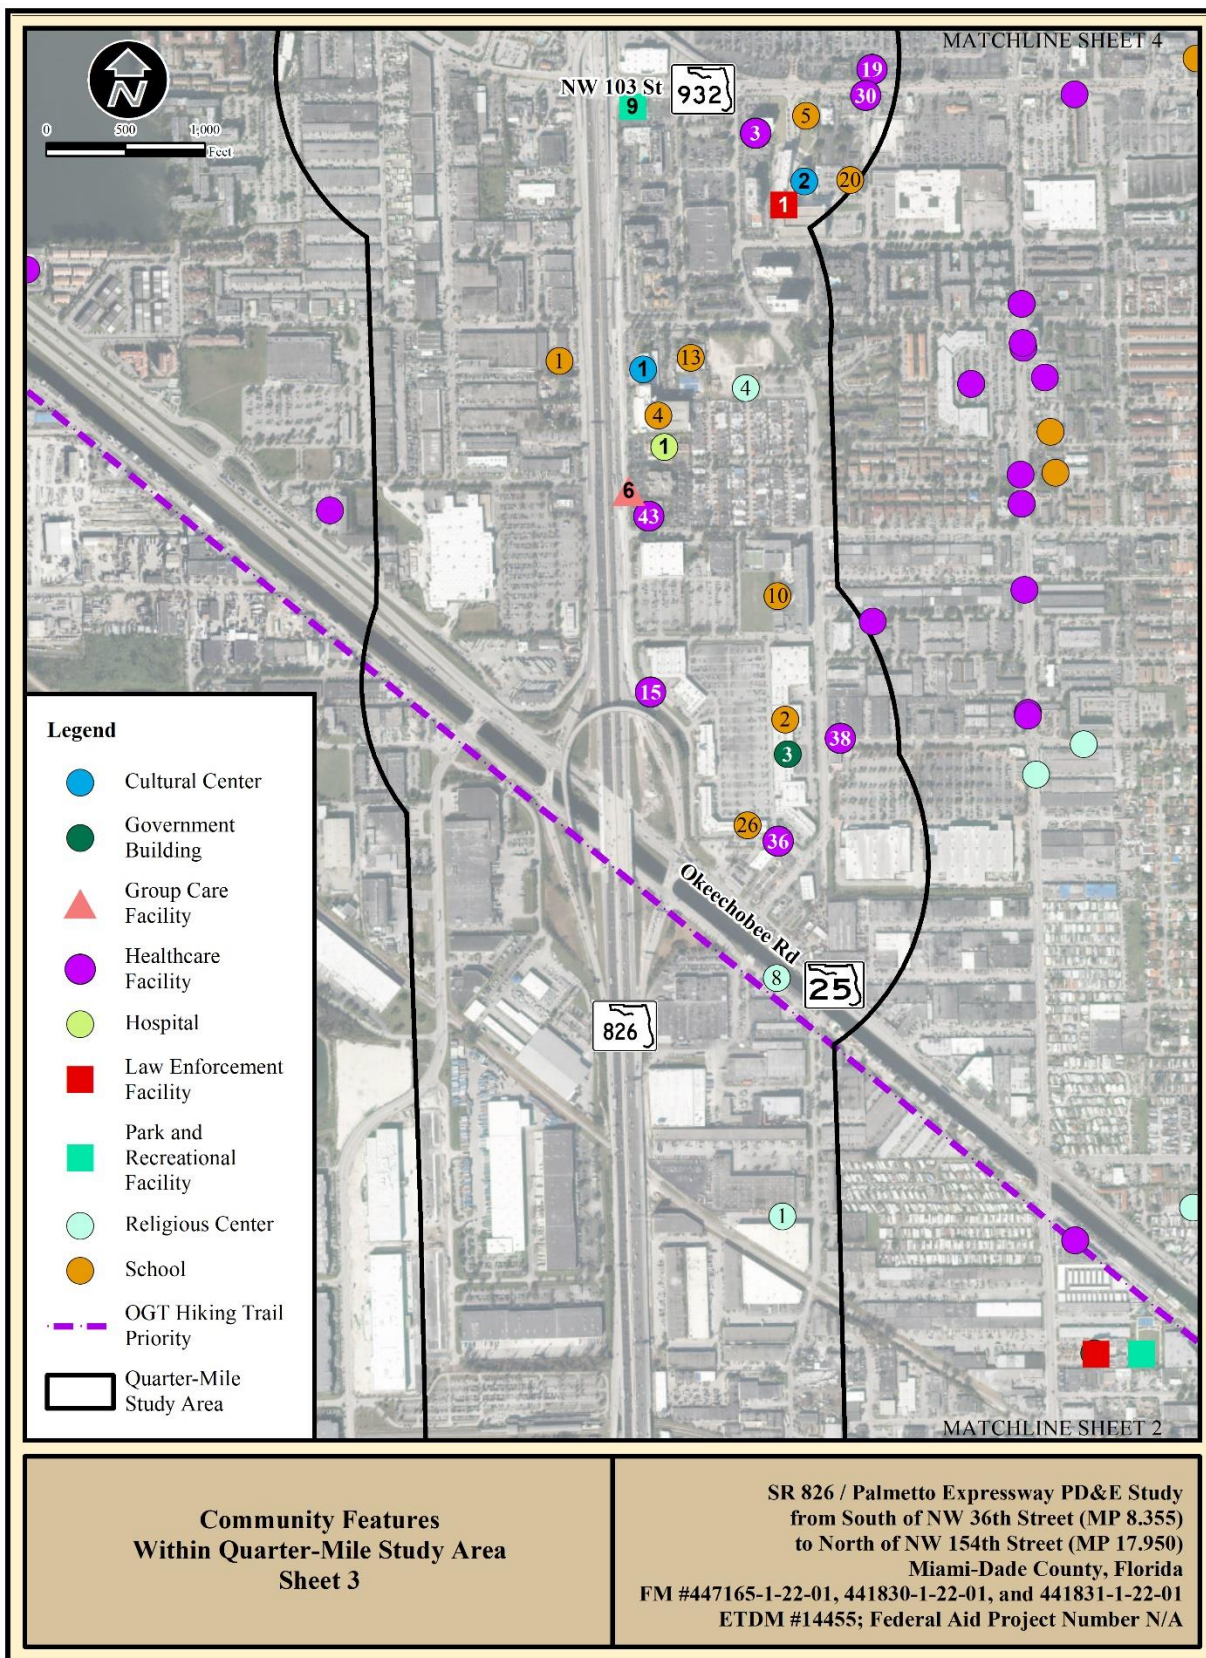 MATCHLINE SHEET 4
N
0 500 1,000
Feet
NW 103 St
932
9
19
30
5
3
2
20
1
1
1
13
4
4
1
6
43
10
15
2
38
3
26
36
Okeechobee Rd
8
25
826
1
Legend
Cultural Center
Government
Building
Group Care
Facility
Healthcare
Facility
Hospital
Law Enforcement
Facility
Park and
Recreational
Facility
Religious Center
School
OGT Hiking Trail
Priority
Quarter-Mile
Study Area
MATCHLINE SHEET 2
Community Features
Within Quarter-Mile Study Area
Sheet 3
SR 826 / Palmetto Expressway PD&E Study
from South of NW 36th Street (MP 8.355)
to North of NW 154th Street (MP 17.950)
Miami-Dade County, Florida
FM #447165-1-22-01, 441830-1-22-01, and 441831-1-22-01
ETDM #14455; Federal Aid Project Number N/A